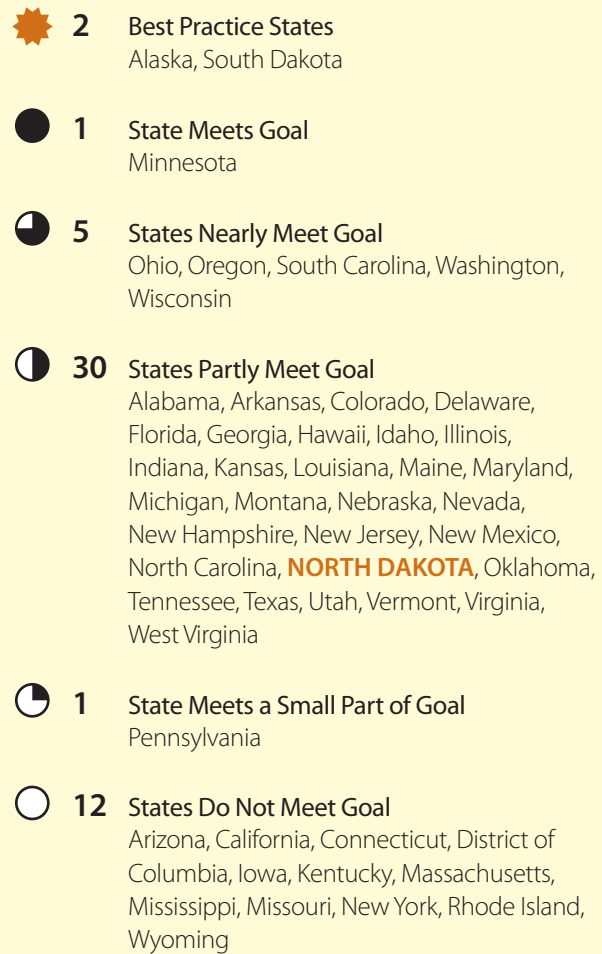 2 Best Practice States
Alaska, South Dakota
1 State Meets Goal
Minnesota
5 States Nearly Meet Goal
Ohio, Oregon, South Carolina, Washington,
Wisconsin
30 States Partly Meet Goal
Alabama, Arkansas, Colorado, Delaware,
Florida, Georgia, Hawaii, Idaho, Illinois,
Indiana, Kansas, Louisiana, Maine, Maryland,
Michigan, Montana, Nebraska, Nevada,
New Hampshire, New Jersey, New Mexico,
North Carolina, NORTH DAKOTA, Oklahoma,
Tennessee, Texas, Utah, Vermont, Virginia,
West Virginia
1 State Meets a Small Part of Goal
Pennsylvania
12 States Do Not Meet Goal
Arizona, California, Connecticut, District of
Columbia, Iowa, Kentucky, Massachusetts,
Mississippi, Missouri, New York, Rhode Island,
Wyoming